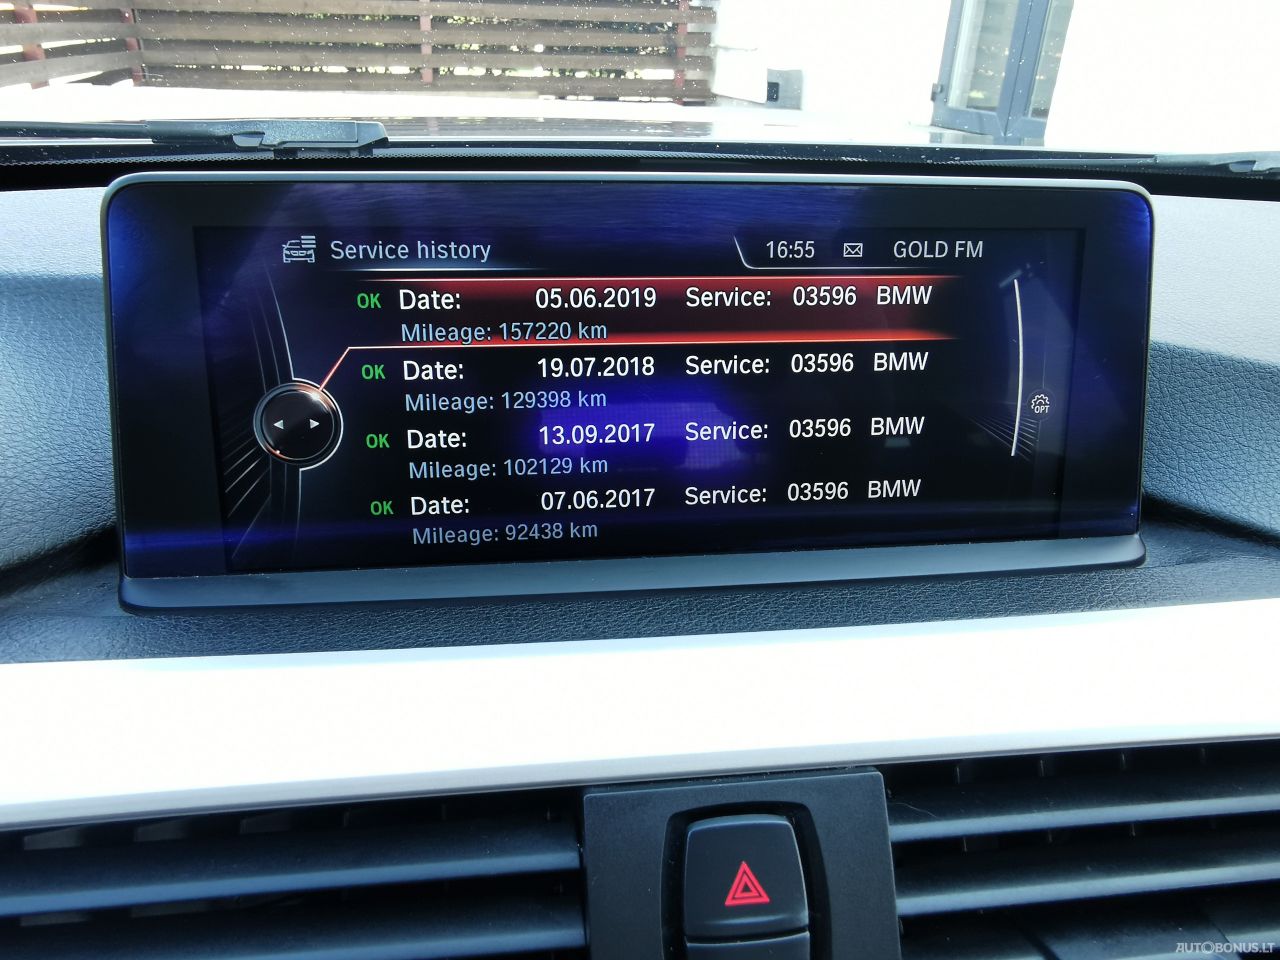 Service history 16:55 GOLD FM
OK Date: 05.06.2019 Service: 03596 BMW
Mileage: 157220 km
OK Date: 19.07.2018 Service: 03596 BMW
Mileage: 129398 km
OPT
OK Date: 13.09.2017 Service: 03596 BMW
Mileage: 102129 km
OK Date: 07.06.2017 Service: 03596 BMW
Mileage: 92438 km
AUTOBONUS.LT